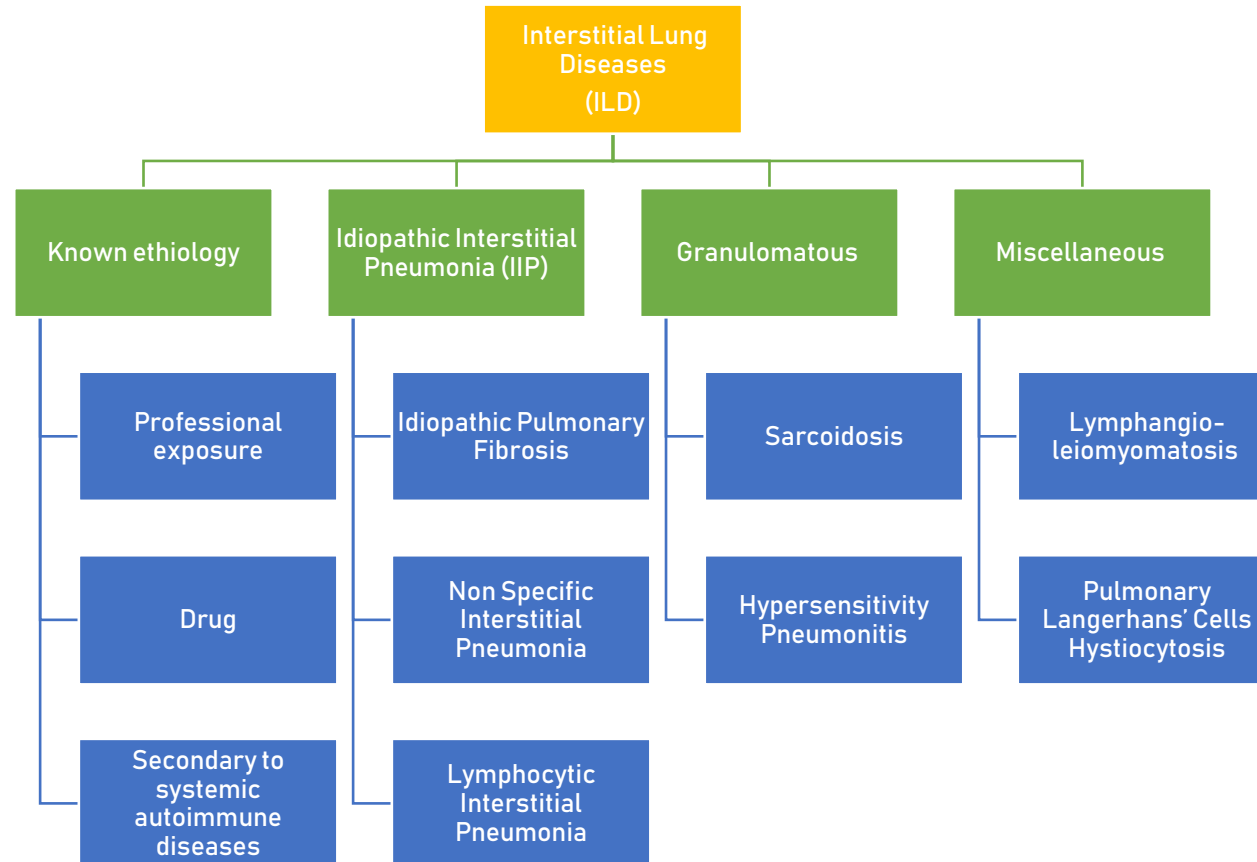 Interstitial Lung
Diseases
(ILD)
Known ethiology
Idiopathic Interstitial
Pneumonia (IIP)
Granulomatous
Miscellaneous
Professional
exposure
Idiopathic Pulmonary
Fibrosis
Sarcoidosis
Lymphangio-
leiomyomatosis
Drug
Non Specific
Interstitial
Pneumonia
Hypersensitivity
Pneumonitis
Pulmonary
Langerhans’ Cells
Hystiocytosis
Secondary to
systemic
autoimmune
diseases
Lymphocytic
Interstitial
Pneumonia